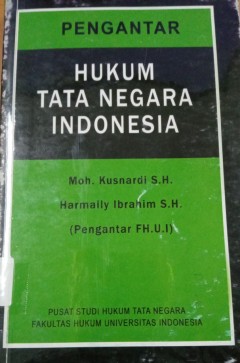 PENGANTAR
HUKUM
TATA NEGARA
INDONESIA
Moh. Kusnardi S.H.
Harmaily Ibrahim S.H.
(Pengantar FH.U.I)
PUSAT STUDI HUKUM TATA NEGARA
FAKULTAS HUKUM UNIVERSITAS INDONESIA